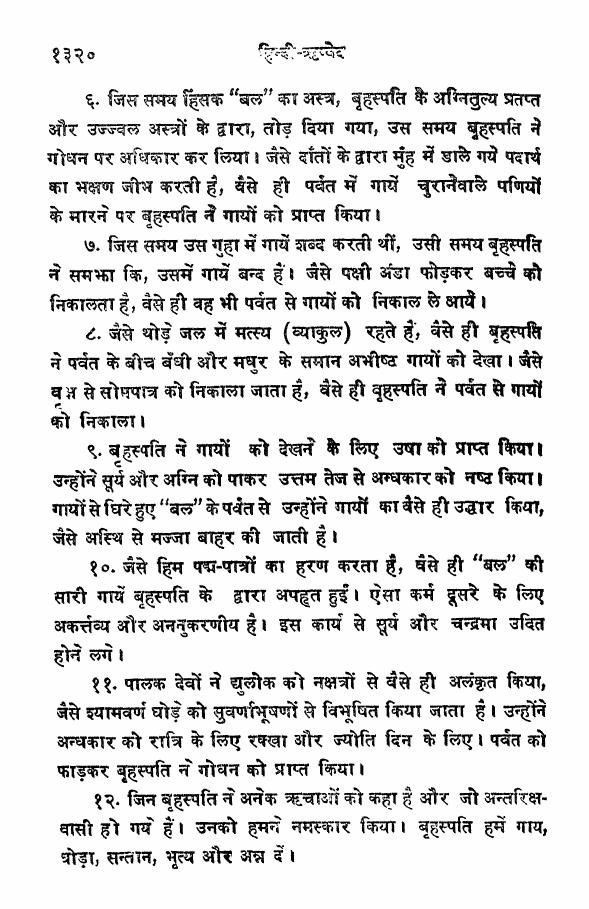 १३२० हिन्दी-ऋग्वेद
६. जिस समय हिंसक “बल” का अस्त्र, बृहस्पति के अग्नितुल्य प्रतप्त
और उज्ज्वल अस्त्रों के द्वारा, तोड़ दिया गया, उस समय बृहस्पति ने
गोधन पर अधिकार कर लिया। जैसे दाँतों के द्वारा मुँह में डाले गये पदार्थ
का भक्षण जीभ करती है, वैसे ही पर्वत में गायें चुरानेवाले पणियों
के मारने पर बृहस्पति ने गायों को प्राप्त किया।
७. जिस समय उस गुहा में गायें शब्द करती थीं, उसी समय बृहस्पति
ने समझा कि, उसमें गायें बन्द हैं। जैसे पक्षी अंडा फोड़कर बच्चे को
निकालता है, वैसे ही वह भी पर्वत से गायों को निकाल ले आये।
८. जैसे थोड़े जल में मत्स्य (व्याकुल) रहते हैं, वैसे ही बृहस्पति
ने पर्वत के बीच बँधी और मधुर के समान अभीष्ट गायों को देखा। जैसे
वृक्ष से सोमपात्र को निकाला जाता है, वैसे ही बृहस्पति ने पर्वत से गायों
को निकाला।
९. बृहस्पति ने गायों को देखने के लिए उषा को प्राप्त किया।
उन्होंने सूर्य और अग्नि को पाकर उत्तम तेज से अन्धकार को नष्ट किया।
गायों से घिरे हुए “बल” के पर्वत से उन्होंने गायों का वैसे ही उद्धार किया,
जैसे अस्थि से मज्जा बाहर की जाती है।
१०. जैसे हिम पद्म-पात्रों का हरण करता है, वैसे ही “बल” की
सारी गायें बृहस्पति के द्वारा अपहृत हुईं। ऐसा कर्म दूसरे के लिए
अकर्त्तव्य और अननुकरणीय है। इस कार्य से सूर्य और चन्द्रमा उदित
होने लगे।
११. पालक देवों ने द्युलोक को नक्षत्रों से वैसे ही अलंकृत किया,
जैसे श्यामवर्ण घोड़े को सुवर्णाभूषणों से विभूषित किया जाता है। उन्होंने
अन्धकार को रात्रि के लिए रक्खा और ज्योति दिन के लिए। पर्वत को
फाड़कर बृहस्पति ने गोधन को प्राप्त किया।
१२. जिन बृहस्पति ने अनेक ऋचाओं को कहा है और जो अन्तरिक्ष-
वासी हो गये हैं। उनको हमने नमस्कार किया। बृहस्पति हमें गाय,
घोड़ा, सन्तान, भृत्य और अन्न दें।